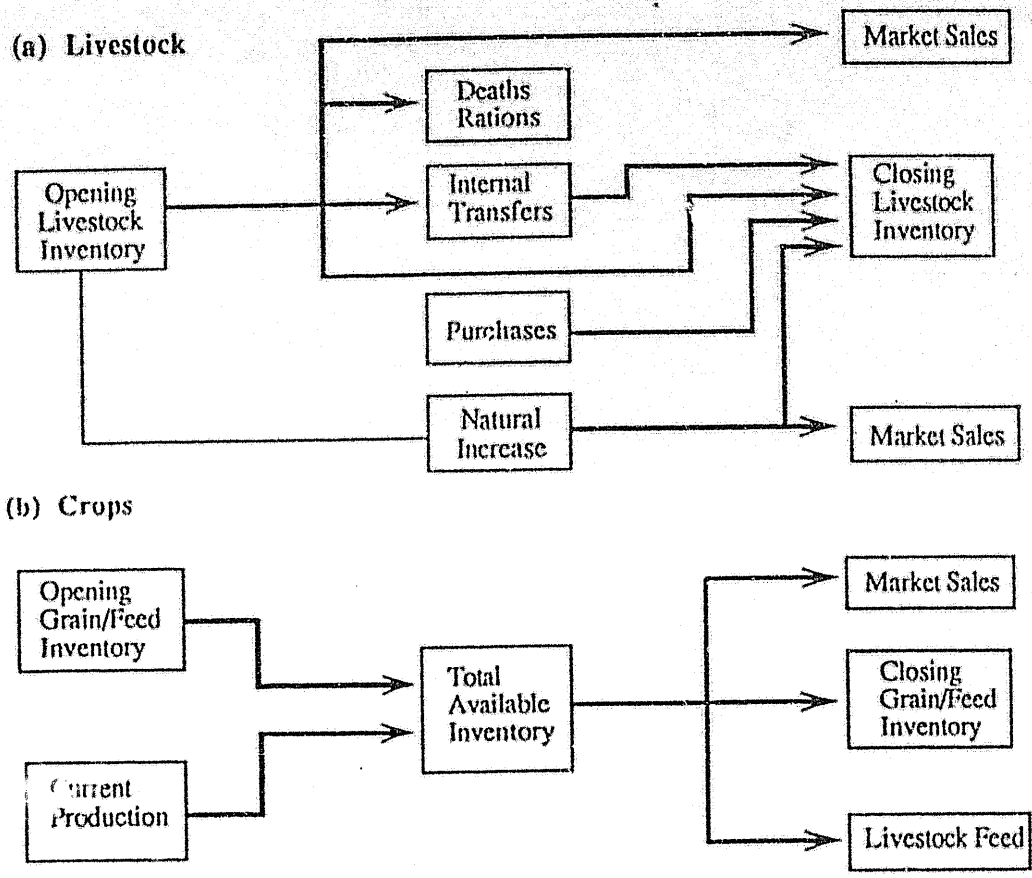 (a) Livestock
Market Sales
Deaths
Rations
Opening
Livestock
Inventory
Internal
Transfers
Closing
Livestock
Inventory
Purchases
Natural
Increase
Market Sales
(b) Crops
Opening
Grain/Feed
Inventory
Current
Production
Total
Available
Inventory
Market Sales
Closing
Grain/Feed
Inventory
Livestock Feed